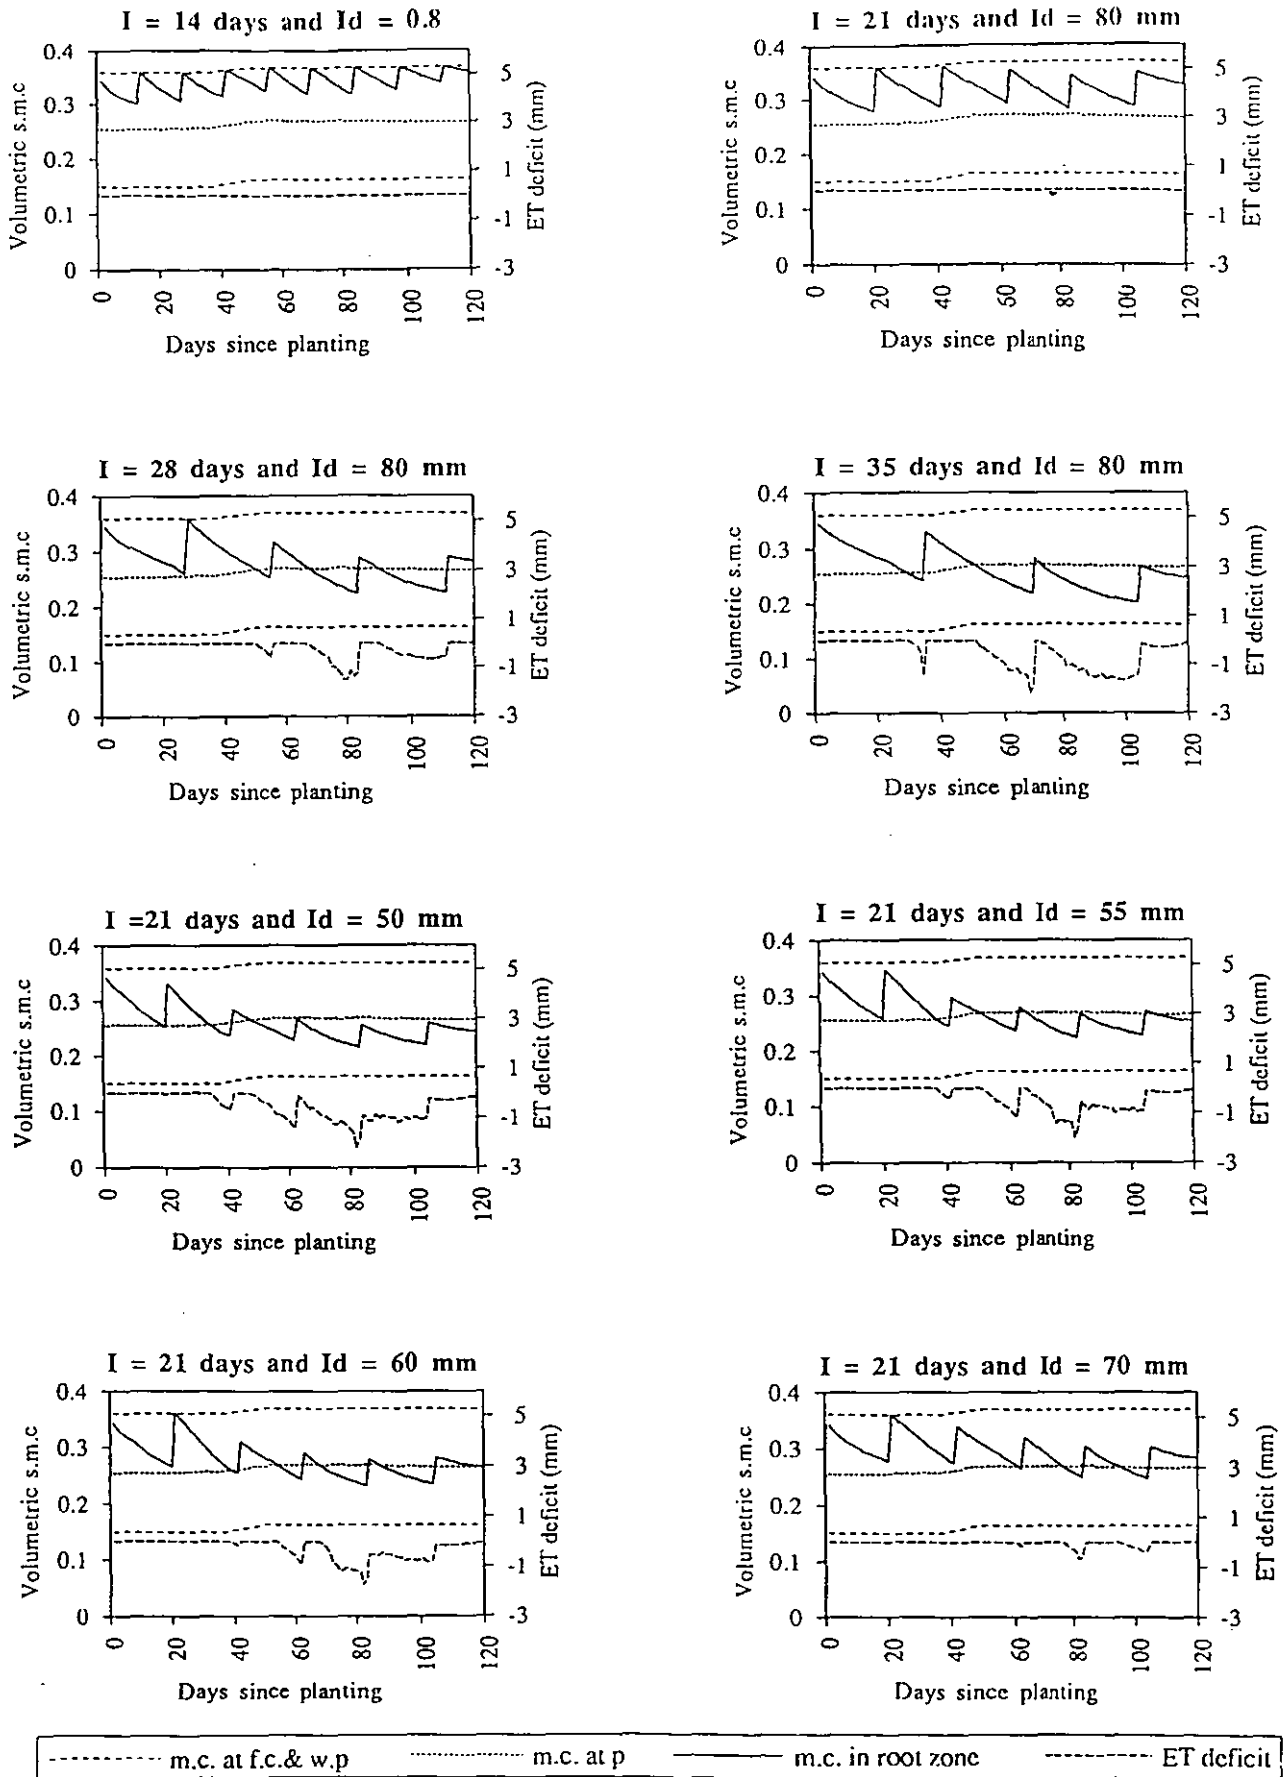 I = 14 days and Id = 0.8
0.4
0.3
0.2
0.1
0
5
3
1
-1
-3
Volumetric s.m.c
ET deficit (mm)
0 20 40 60 80 100 120
Days since planting
I = 21 days and Id = 80 mm
0.4
0.3
0.2
0.1
0
5
3
1
-1
-3
Volumetric s.m.c
ET deficit (mm)
0 20 40 60 80 100 120
Days since planting
I = 28 days and Id = 80 mm
0.4
0.3
0.2
0.1
0
5
3
1
-1
-3
Volumetric s.m.c
ET deficit (mm)
0 20 40 60 80 100 120
Days since planting
I = 35 days and Id = 80 mm
0.4
0.3
0.2
0.1
0
5
3
1
-1
-3
Volumetric s.m.c
ET deficit (mm)
0 20 40 60 80 100 120
Days since planting
I =21 days and Id = 50 mm
0.4
0.3
0.2
0.1
0
5
3
1
-1
-3
Volumetric s.m.c
ET deficit (mm)
0 20 40 60 80 100 120
Days since planting
I = 21 days and Id = 55 mm
0.4
0.3
0.2
0.1
0
5
3
1
-1
-3
Volumetric s.m.c
ET deficit (mm)
0 20 40 60 80 100 120
Days since planting
I = 21 days and Id = 60 mm
0.4
0.3
0.2
0.1
0
5
3
1
-1
-3
Volumetric s.m.c
ET deficit (mm)
0 20 40 60 80 100 120
Days since planting
I = 21 days and Id = 70 mm
0.4
0.3
0.2
0.1
0
5
3
1
-1
-3
Volumetric s.m.c
ET deficit (mm)
0 20 40 60 80 100 120
Days since planting
m.c. at f.c.& w.p m.c. at p m.c. in root zone ET deficit